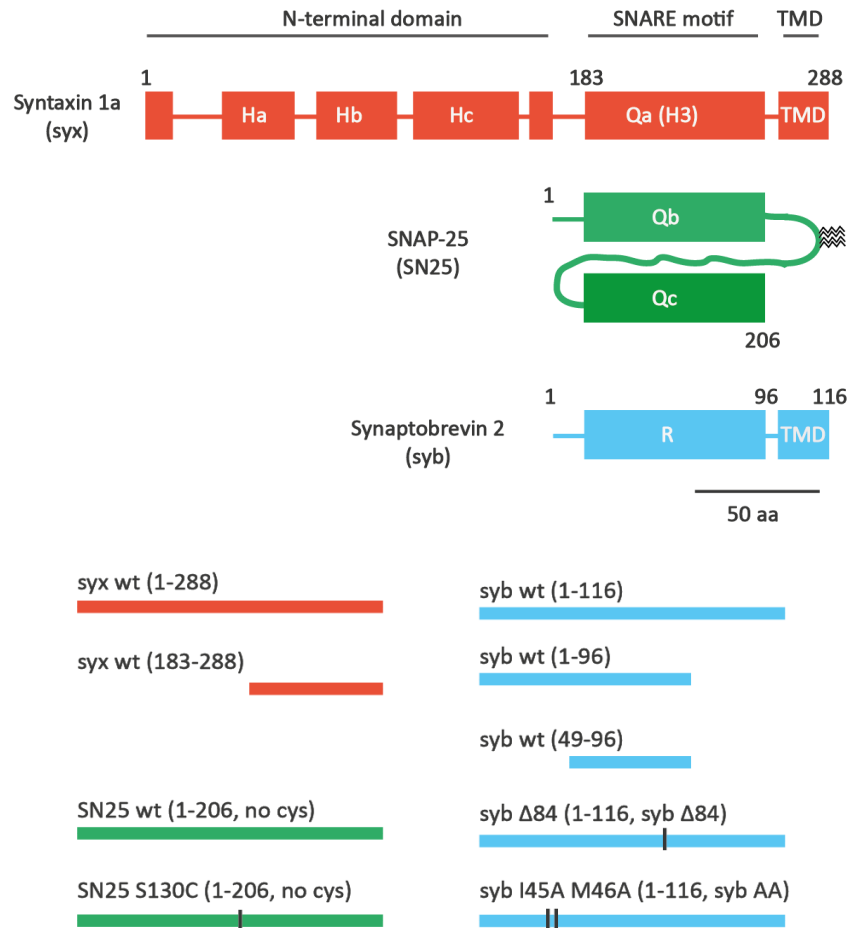 N-terminal domain SNARE motif TMD
1 183 288
Syntaxin 1a
(syx)
Ha Hb Hc Qa (H3) TMD
1
Qb
SNAP-25
(SN25)
Qc
206
1 96 116
Synaptobrevin 2
(syb)
R TMD
50 aa
syx wt (1-288)
syb wt (1-116)
syx wt (183-288)
syb wt (1-96)
syb wt (49-96)
SN25 wt (1-206, no cys)
syb Δ84 (1-116, syb Δ84)
SN25 S130C (1-206, no cys)
syb I45A M46A (1-116, syb AA)